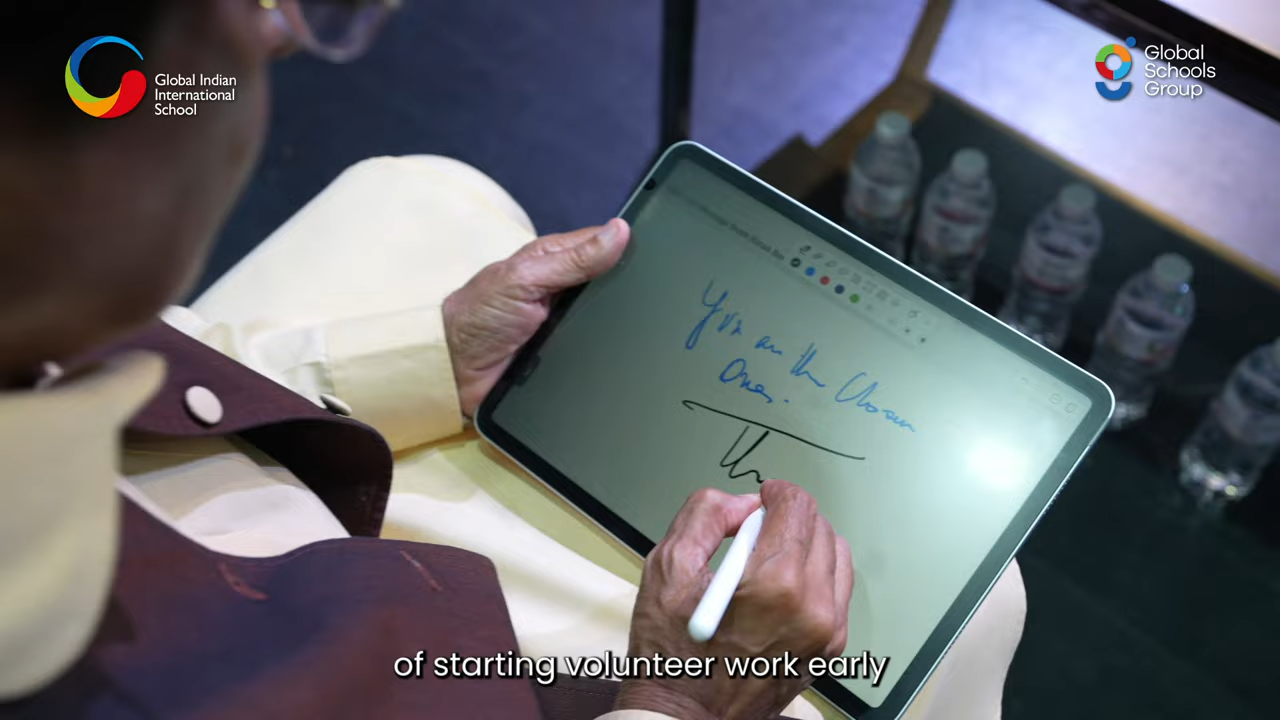 Global Indian
International
School
Global
Schools
Group
You are the Chosen
Ones.
of starting volunteer work early